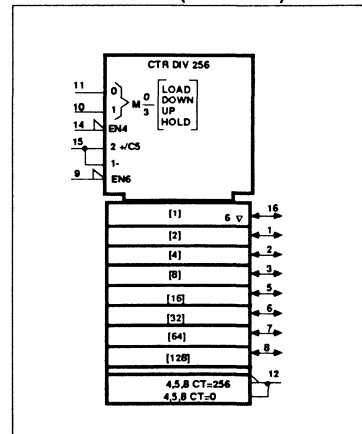 CTR DIV 256
11 0 M 0/3 LOAD
DOWN
10 1 UP
14 EN4 HOLD
15 2 +/C5
1-
9 EN6
[1] 6 ▽ 16
[2] 1
[4] 2
[8] 3
[16] 5
[32] 6
[64] 7
[128] 8
4,5,8 CT=256 12
4,5,8 CT=0